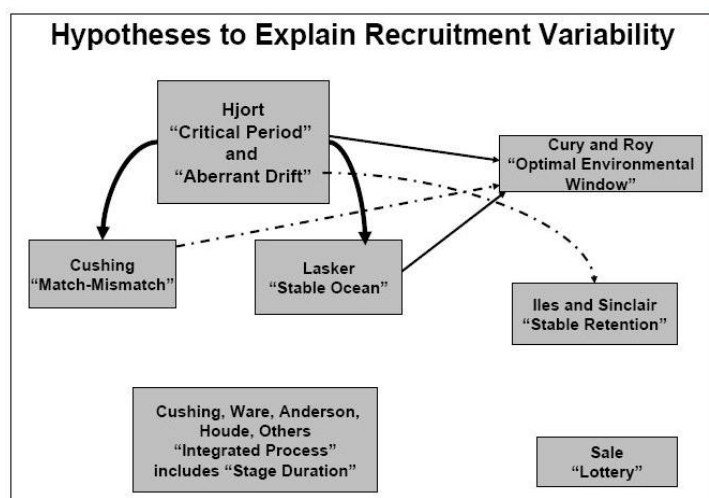 Hypotheses to Explain Recruitment Variability
Hjort
“Critical Period”
and
“Aberrant Drift”
Cury and Roy
“Optimal Environmental
Window”
Cushing
“Match-Mismatch”
Lasker
“Stable Ocean”
Iles and Sinclair
“Stable Retention”
Cushing, Ware, Anderson,
Houde, Others
“Integrated Process”
includes “Stage Duration”
Sale
“Lottery”